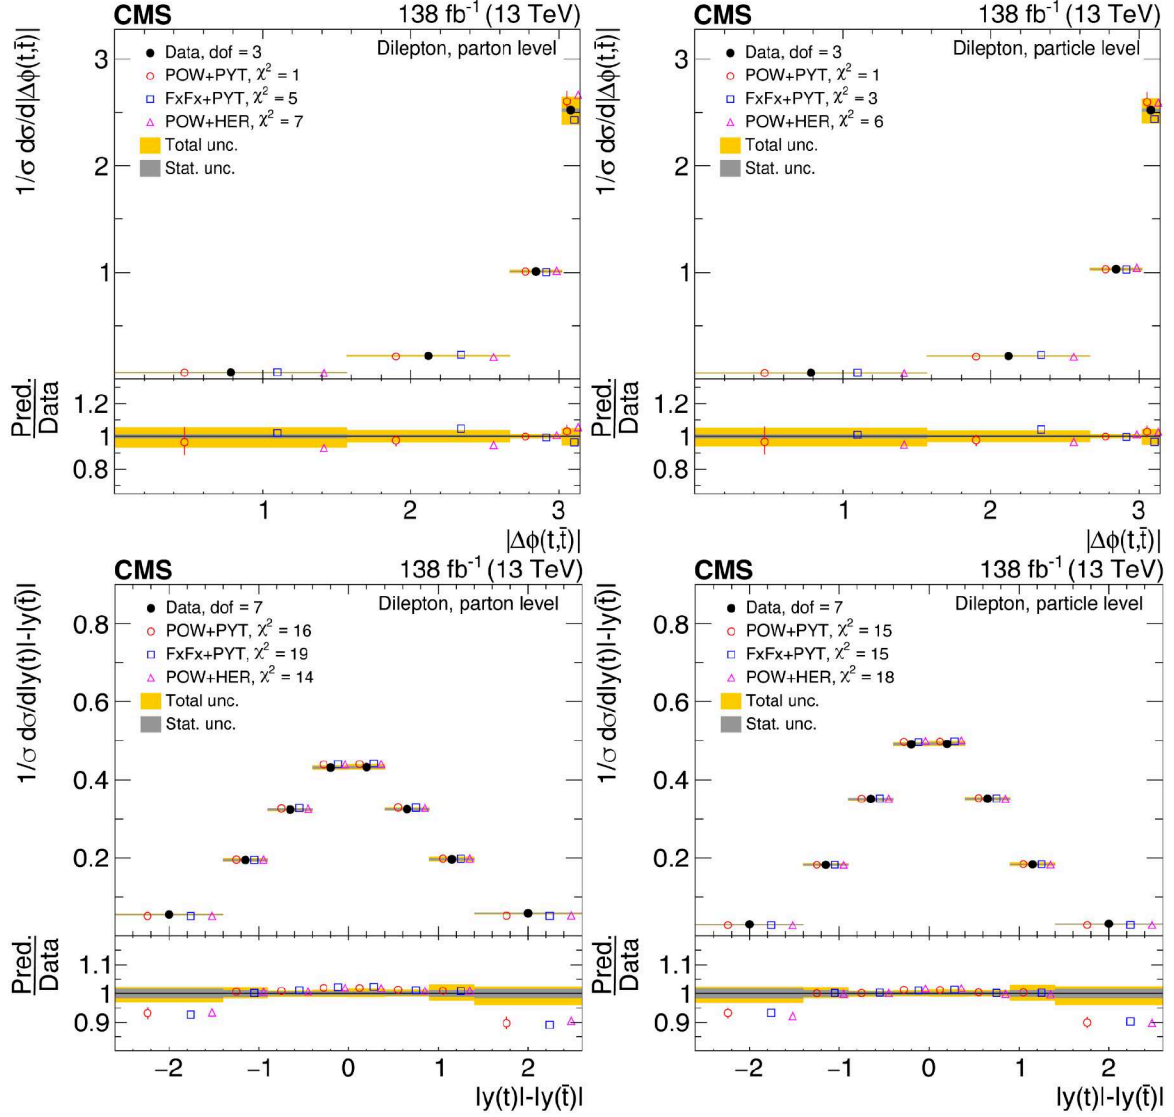 CMS 138 fb⁻¹ (13 TeV)
Dilepton, parton level
Data, dof = 3
POW+PYT, χ² = 1
FxFx+PYT, χ² = 5
POW+HER, χ² = 7
Total unc.
Stat. unc.
1/σ dσ/d|Δϕ(t,t̄)|
3
2
1
Pred.
Data
1.2
1
0.8
1 2 3
|Δϕ(t,t̄)|
CMS 138 fb⁻¹ (13 TeV)
Dilepton, particle level
Data, dof = 3
POW+PYT, χ² = 1
FxFx+PYT, χ² = 3
POW+HER, χ² = 6
Total unc.
Stat. unc.
1/σ dσ/d|Δϕ(t,t̄)|
3
2
1
Pred.
Data
1.2
1
0.8
1 2 3
|Δϕ(t,t̄)|
CMS 138 fb⁻¹ (13 TeV)
Dilepton, parton level
Data, dof = 7
POW+PYT, χ² = 16
FxFx+PYT, χ² = 19
POW+HER, χ² = 14
Total unc.
Stat. unc.
1/σ dσ/d|y(t)|-|y(t̄)|
0.8
0.6
0.4
0.2
Pred.
Data
1.1
1
0.9
−2 −1 0 1 2
|y(t)|-|y(t̄)|
CMS 138 fb⁻¹ (13 TeV)
Dilepton, particle level
Data, dof = 7
POW+PYT, χ² = 15
FxFx+PYT, χ² = 15
POW+HER, χ² = 18
Total unc.
Stat. unc.
1/σ dσ/d|y(t)|-|y(t̄)|
0.8
0.6
0.4
0.2
Pred.
Data
1.1
1
0.9
−2 −1 0 1 2
|y(t)|-|y(t̄)|